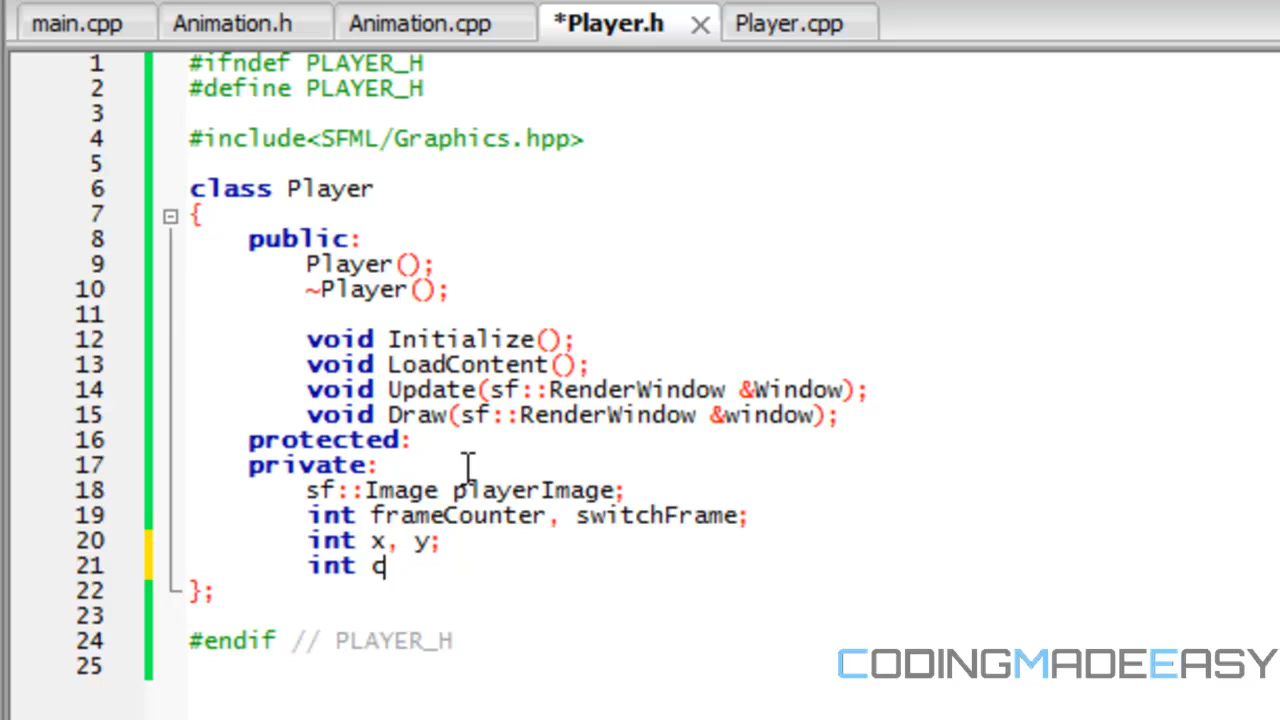 main.cpp Animation.h Animation.cpp *Player.h Player.cpp
1 #ifndef PLAYER_H
2 #define PLAYER_H
3
4 #include<SFML/Graphics.hpp>
5
6 class Player
7 {
8 public:
9 Player();
10 ~Player();
11
12 void Initialize();
13 void LoadContent();
14 void Update(sf::RenderWindow &Window);
15 void Draw(sf::RenderWindow &window);
16 protected:
17 private:
18 sf::Image playerImage;
19 int frameCounter, switchFrame;
20 int x, y;
21 int c
22 };
23
24 #endif // PLAYER_H
25
CODINGMADEEASY